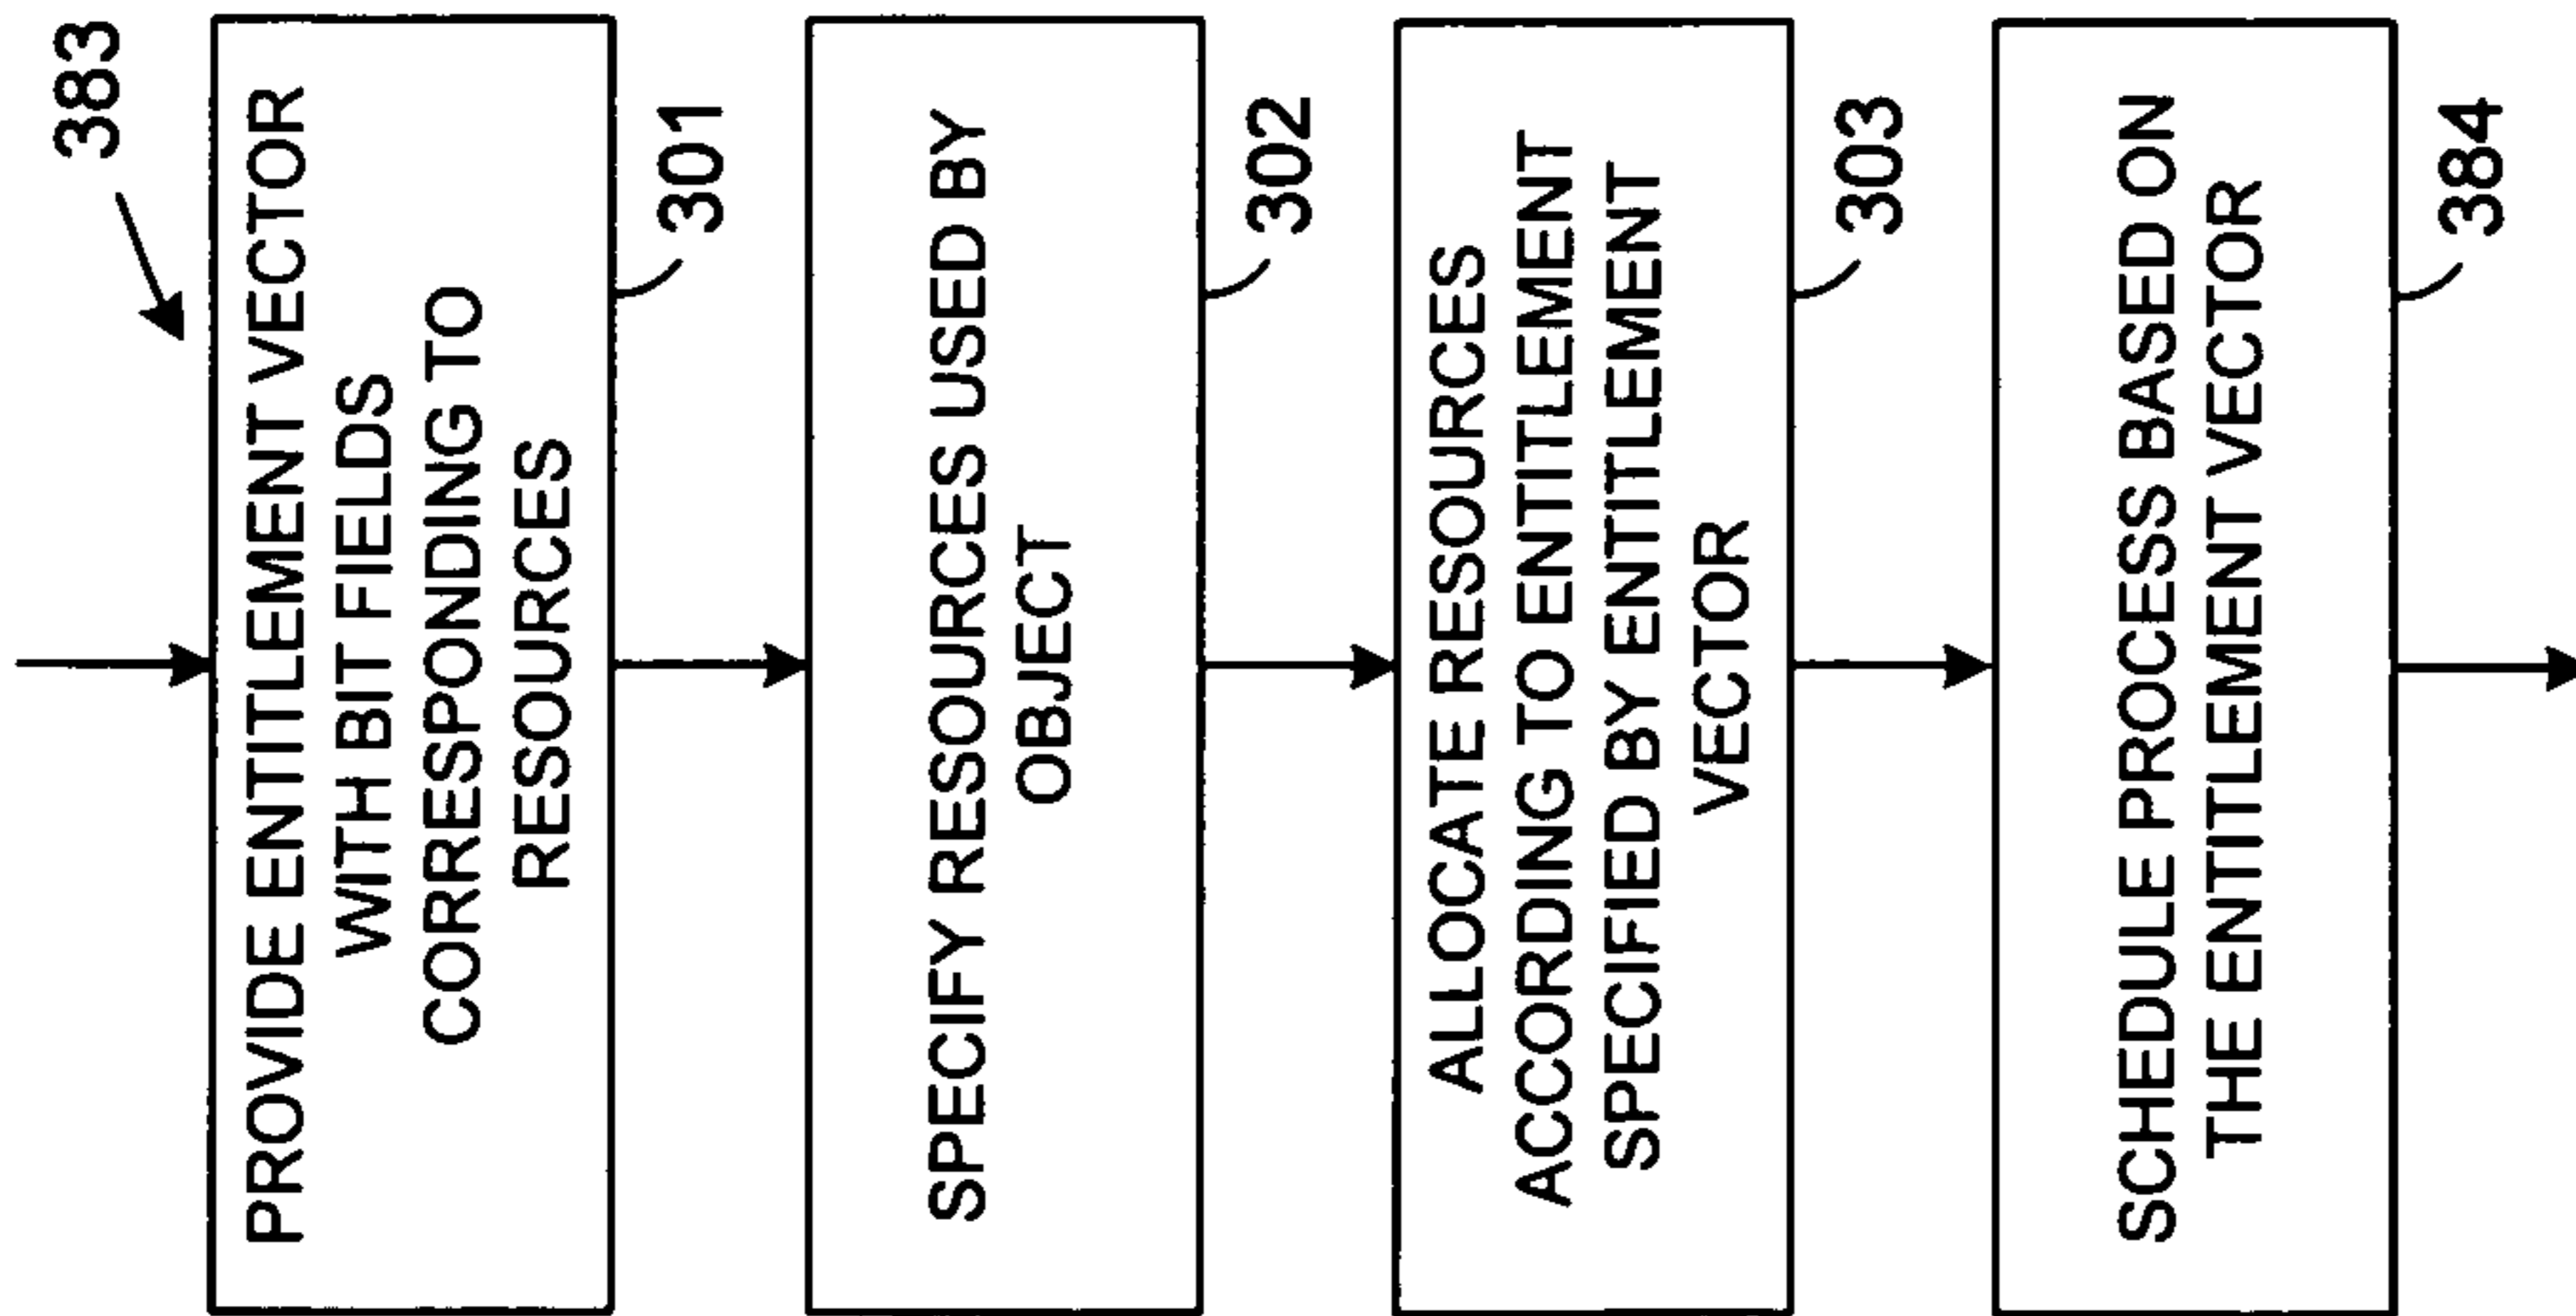 383
PROVIDE ENTITLEMENT VECTOR
WITH BIT FIELDS
CORRESPONDING TO
RESOURCES
301
SPECIFY RESOURCES USED BY
OBJECT
302
ALLOCATE RESOURCES
ACCORDING TO ENTITLEMENT
SPECIFIED BY ENTITLEMENT
VECTOR
303
SCHEDULE PROCESS BASED ON
THE ENTITLEMENT VECTOR
384